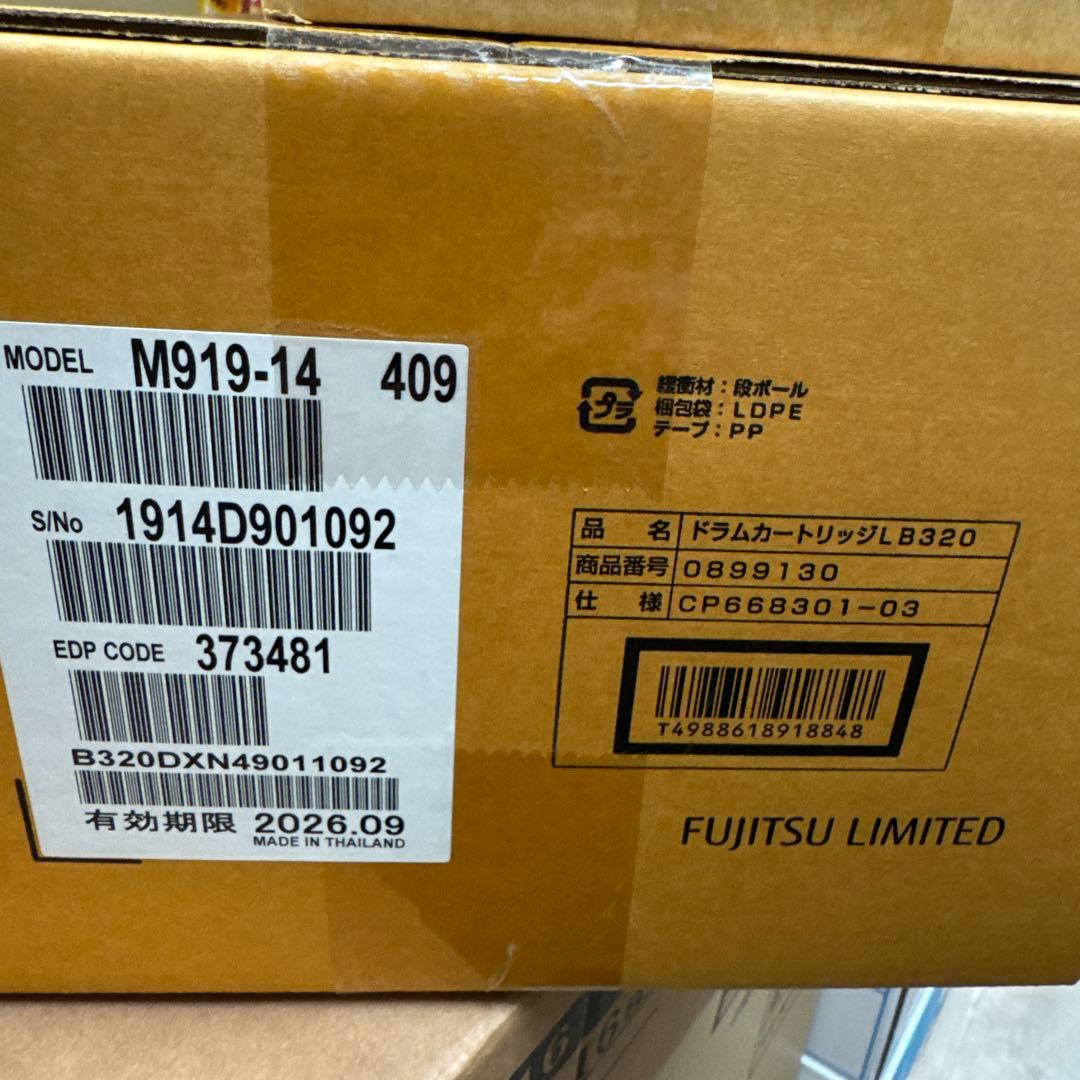 MODEL M919-14 409
S/No 1914D901092
EDP CODE 373481
B320DXN49011092
有効期限 2026.09
MADE IN THAILAND
プラ
緩衝材：段ボール
梱包袋：LDPE
テープ：PP
品 名 ドラムカートリッジLB320
商品番号 0899130
仕 様 CP668301-03
T4988618918848
FUJITSU LIMITED